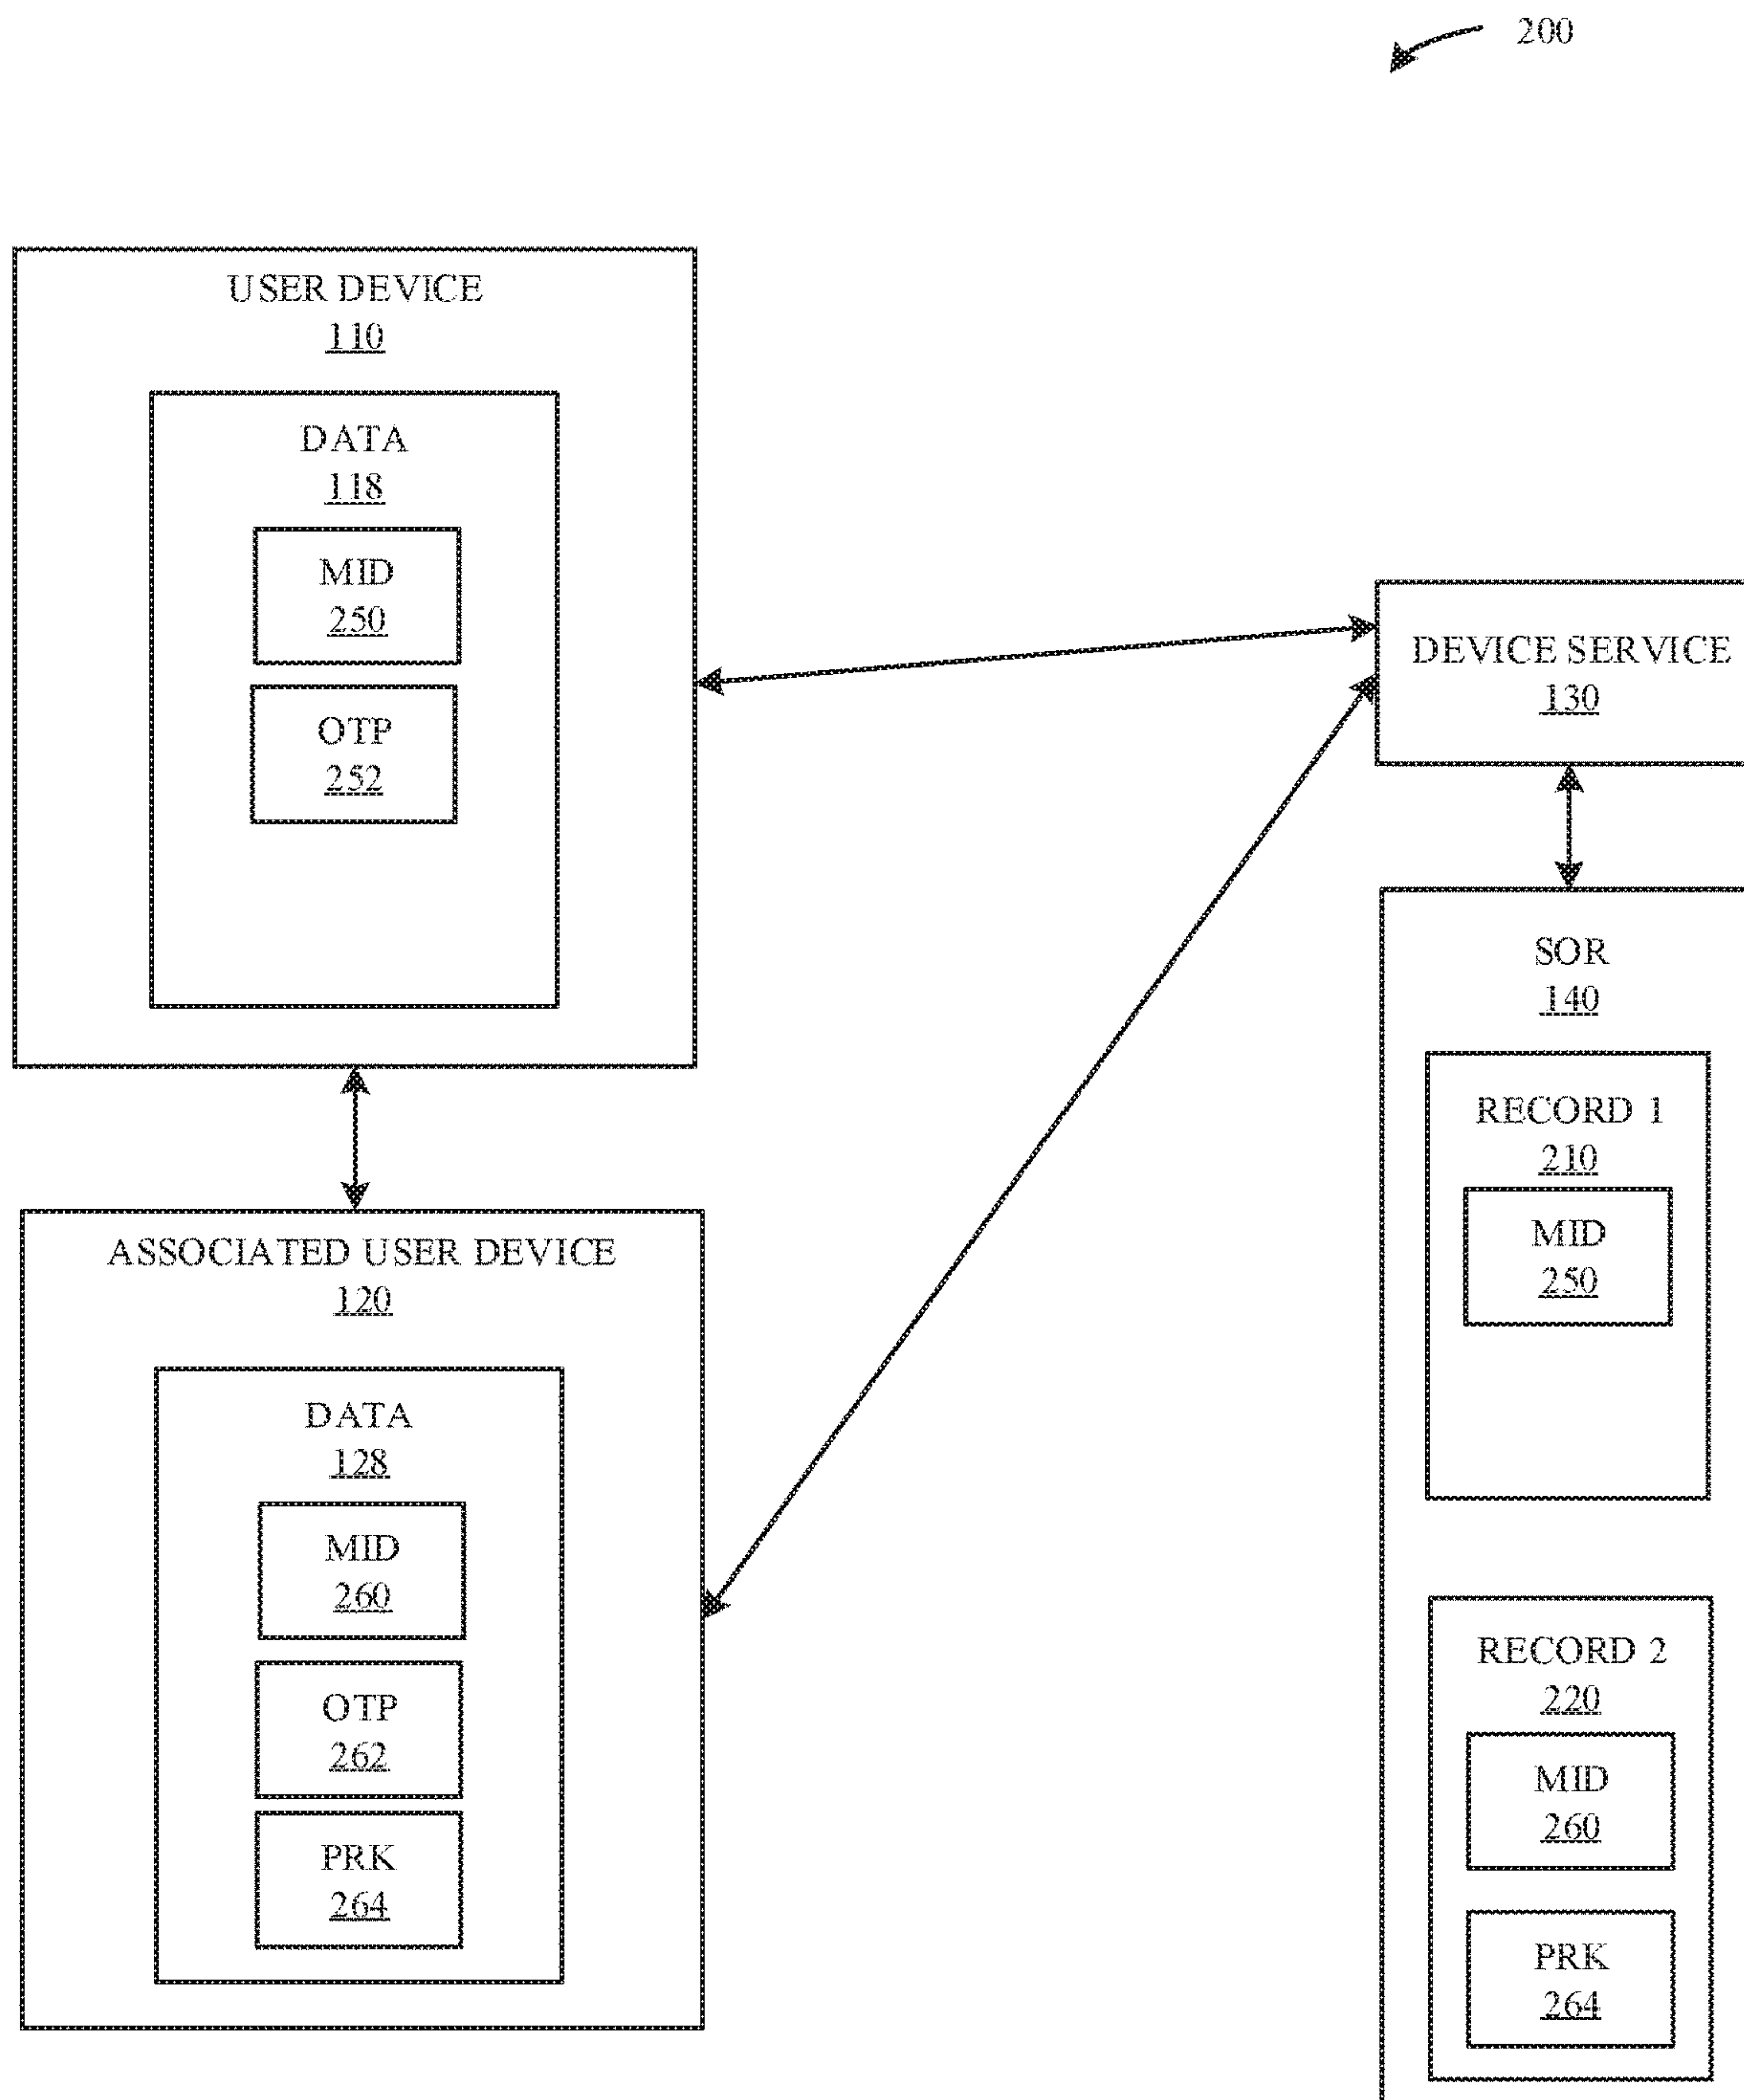 200
USER DEVICE
110
DATA
118
MID
250
OTP
252
DEVICE SERVICE
130
SOR
140
RECORD 1
210
MID
250
ASSOCIATED USER DEVICE
120
DATA
128
MID
260
OTP
262
PRK
264
RECORD 2
220
MID
260
PRK
264